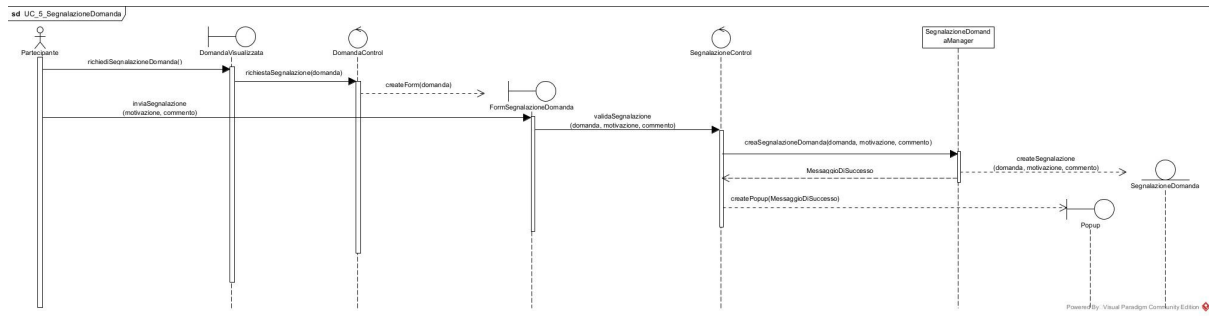 sd UC_5_SegnalazioneDomanda
Partecipante
DomandaVisualizzata
DomandaControl
SegnalazioneControl
SegnalazioneDomand
aManager
richiediSegnalazioneDomanda()
richiestaSegnalazione(domanda)
createForm(domanda)
FormSegnalazioneDomanda
inviaSegnalazione
(motivazione, commento)
validaSegnalazione
(domanda, motivazione, commento)
creaSegnalazioneDomanda(domanda, motivazione, commento)
createSegnalazione
(domanda, motivazione, commento)
MessaggioDiSuccesso
SegnalazioneDomanda
createPopup(MessaggioDiSuccesso)
Popup
Powered By Visual Paradigm Community Edition